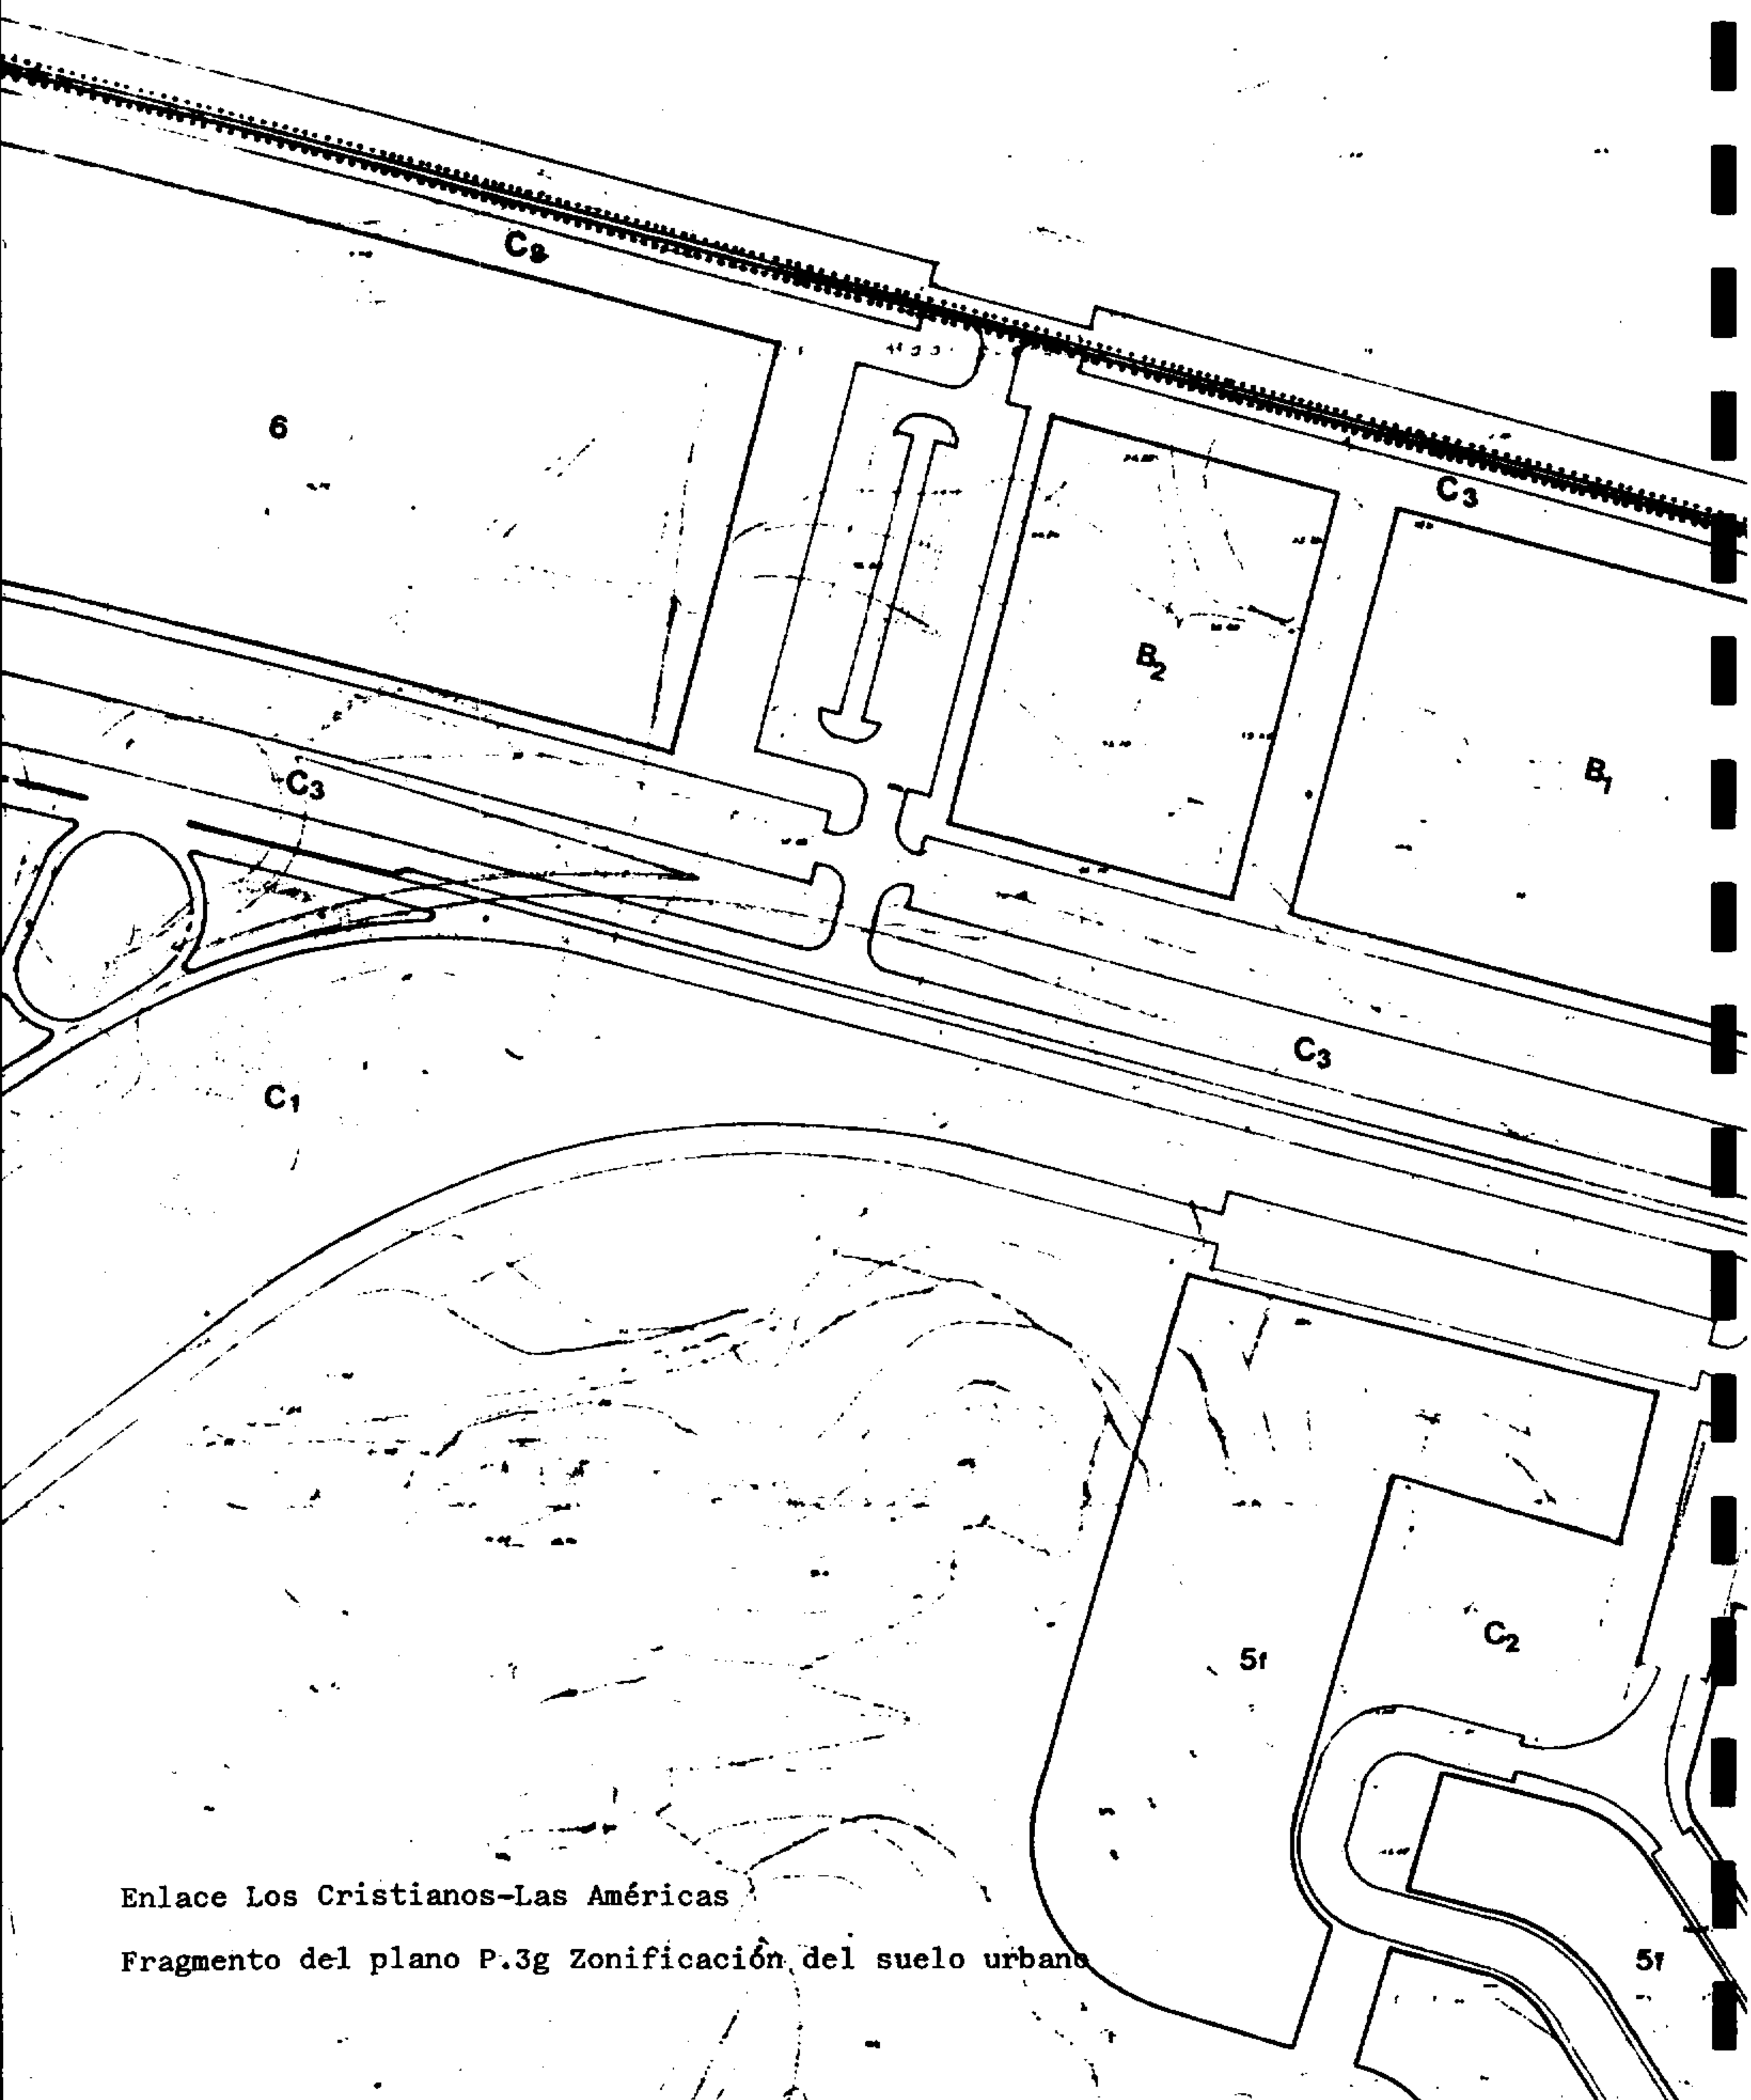 C3
6
C3
B2
B1
C3
C3
C1
5f
C2
Enlace Los Cristianos-Las Américas
Fragmento del plano P.3g Zonificación del suelo urbano
5f